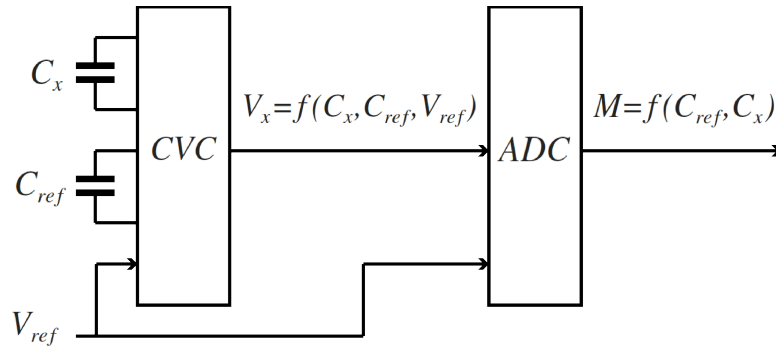 C_x
V_x=f(C_x,C_ref,V_ref)
M=f(C_ref,C_x)
CVC
ADC
C_ref
V_ref